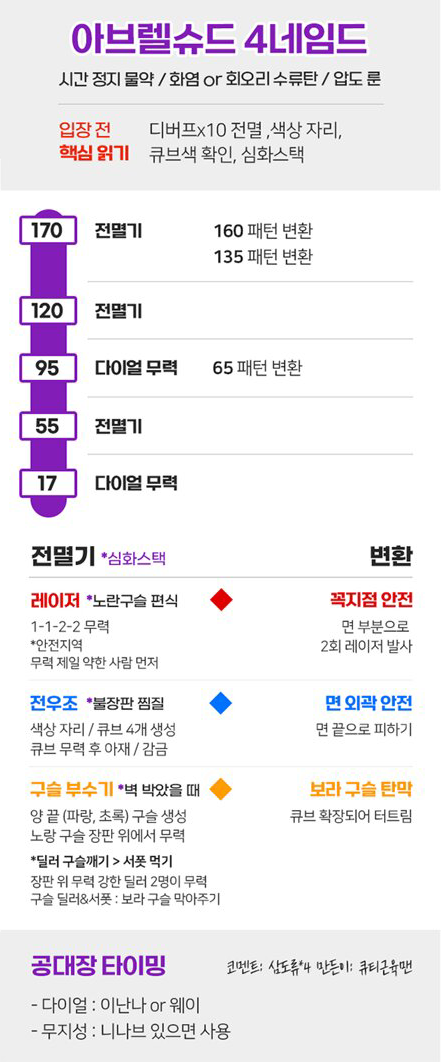 아브렐슈드 4네임드
시간 정지 물약 / 화염 or 회오리 수류탄 / 압도 룬
입장 전 디버프x10 전멸 ,색상 자리,
핵심 읽기 큐브색 확인, 심화스택
170 전멸기 160 패턴 변환
135 패턴 변환
120 전멸기
95 다이얼 무력 65 패턴 변환
55 전멸기
17 다이얼 무력
전멸기 *심화스택 변환
레이저 *노란구슬 편식 꼭지점 안전
1-1-2-2 무력 면 부분으로
*안전지역 2회 레이저 발사
무력 제일 약한 사람 먼저
전우조 *불장판 찜질 면 외곽 안전
색상 자리 / 큐브 4개 생성 면 끝으로 피하기
큐브 무력 후 아재 / 감금
구슬 부수기 *벽 박았을 때 보라 구슬 탄막
양 끝 (파랑, 초록) 구슬 생성 큐브 확장되어 터트림
노랑 구슬 장판 위에서 무력
*딜러 구슬깨기 > 서폿 먹기
장판 위 무력 강한 딜러 2명이 무력
구슬 딜러&서폿 : 보라 구슬 막아주기
공대장 타이밍 코멘트: 삼도류*4 만든이: 큐티근육맨
- 다이얼 : 이난나 or 웨이
- 무지성 : 니나브 있으면 사용